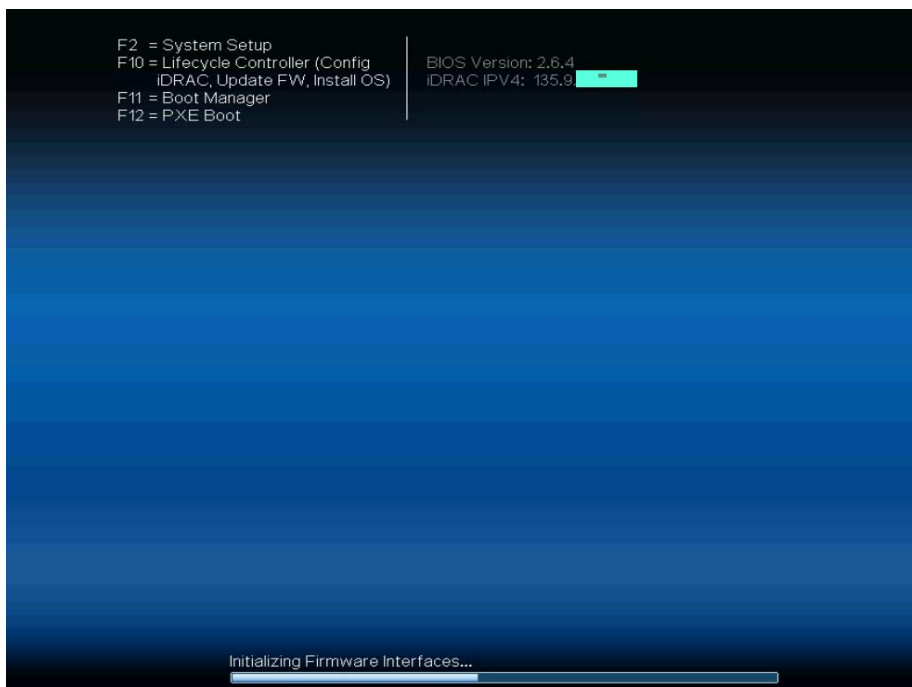 F2 = System Setup
F10 = Lifecycle Controller (Config
iDRAC, Update FW, Install OS)
F11 = Boot Manager
F12 = PXE Boot
BIOS Version: 2.6.4
iDRAC IPV4: 135.9.
Initializing Firmware Interfaces...